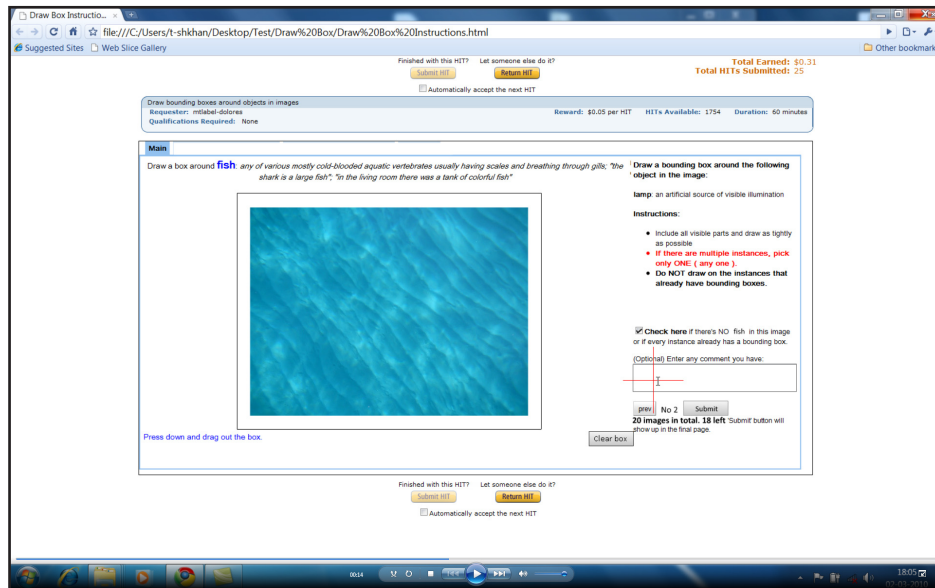 Draw Box Instructio...
file:///C:/Users/t-shkhan/Desktop/Test/Draw%20Box/Draw%20Box%20Instructions.html
Suggested Sites Web Slice Gallery Other bookmark
Finished with this HIT? Let someone else do it?
Submit HIT Return HIT
Automatically accept the next HIT
Total Earned: $0.31
Total HITs Submitted: 25
Draw bounding boxes around objects in images
Requester: mtlabel-dolores Reward: $0.05 per HIT HITs Available: 1754 Duration: 60 minutes
Qualifications Required: None
Main
Draw a box around fish: any of various mostly cold-blooded aquatic vertebrates usually having scales and breathing through gills; "the
shark is a large fish"; "in the living room there was a tank of colorful fish"
Draw a bounding box around the following
object in the image:
lamp: an artificial source of visible illumination
Instructions:
Include all visible parts and draw as tightly
as possible
If there are multiple instances, pick
only ONE ( any one ).
Do NOT draw on the instances that
already have bounding boxes.
Check here if there's NO fish in this image
or if every instance already has a bounding box.
(Optional) Enter any comment you have:
prev No 2 Submit
20 images in total. 18 left 'Submit' button will
show up in the final page.
Press down and drag out the box.
Clear box
Finished with this HIT? Let someone else do it?
Submit HIT Return HIT
Automatically accept the next HIT
00:14
18:05
02-03-2010